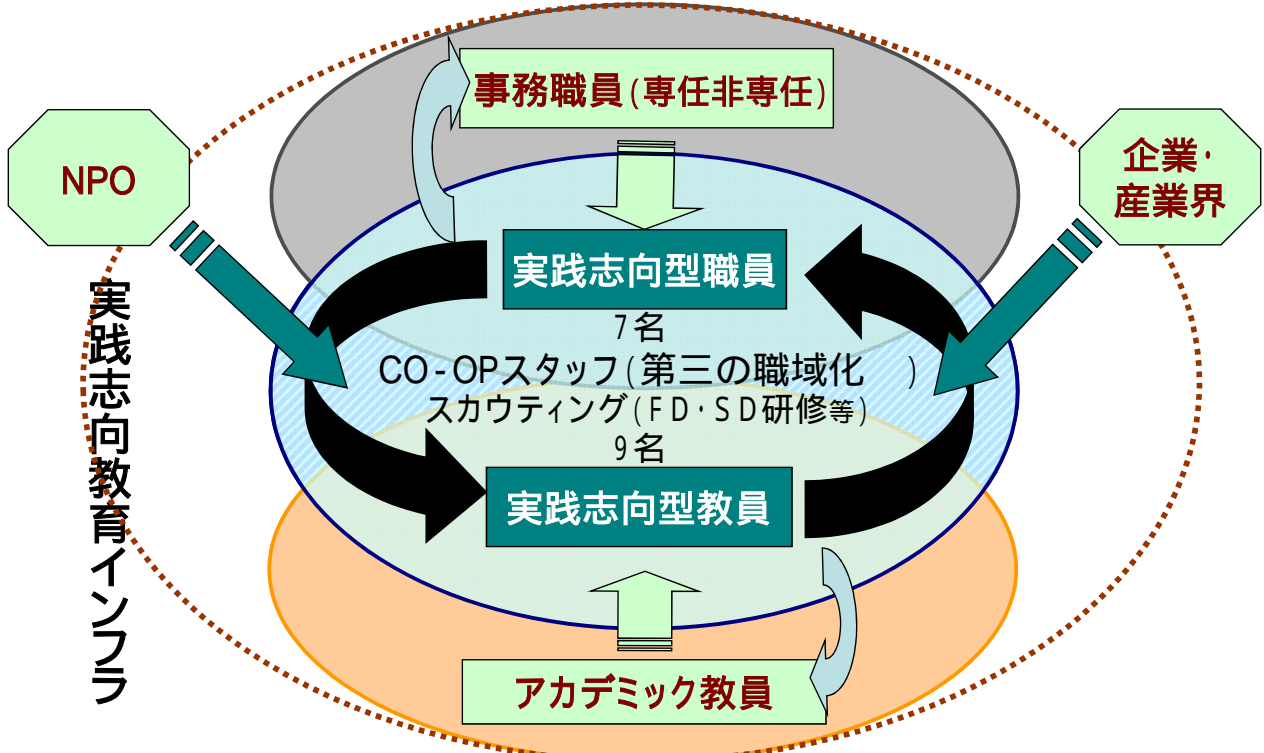 事務職員(専任非専任)
NPO
企業・
産業界
実践志向型職員
7名
CO-OPスタッフ(第三の職域化　)
スカウティング(FD・SD研修等)
9名
実践志向型教員
アカデミック教員
実践志向教育インフラ